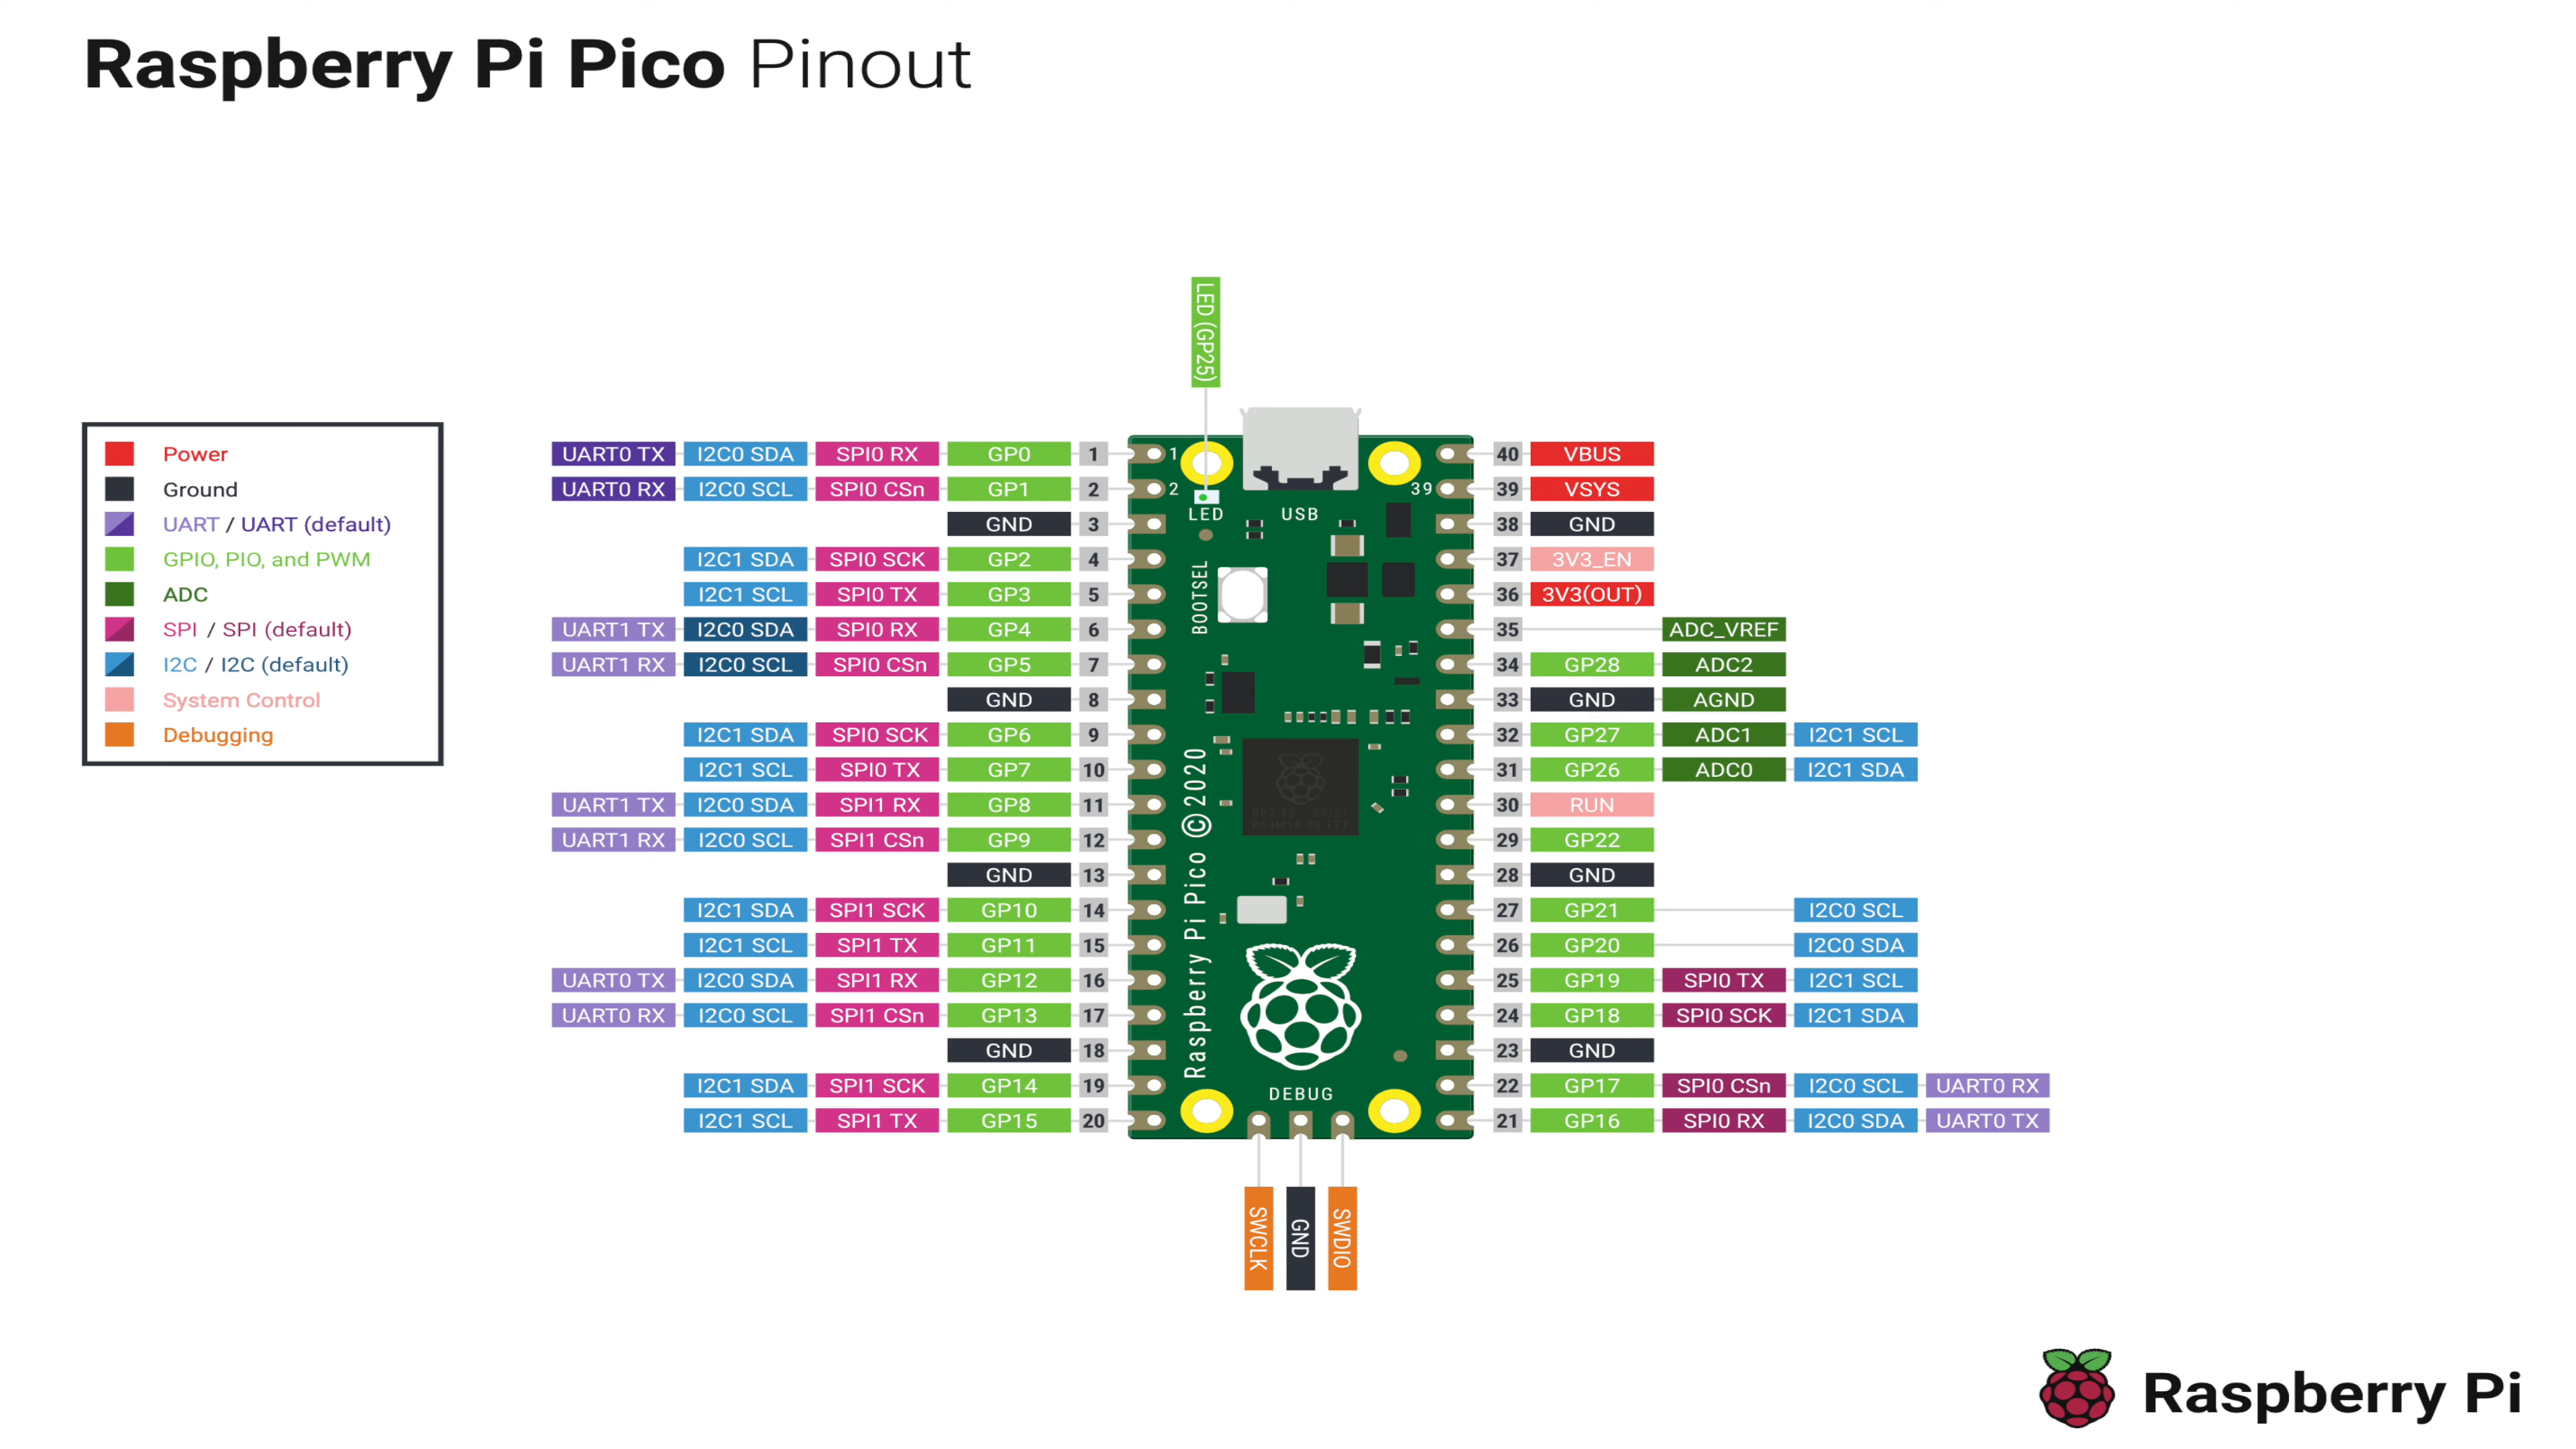 Raspberry Pi Pico Pinout
LED (GP25)
Power
Ground
UART / UART (default)
GPIO, PIO, and PWM
ADC
SPI / SPI (default)
I2C / I2C (default)
System Control
Debugging
UART0 TX I2C0 SDA SPI0 RX GP0 1
UART0 RX I2C0 SCL SPI0 CSn GP1 2
GND 3
I2C1 SDA SPI0 SCK GP2 4
I2C1 SCL SPI0 TX GP3 5
UART1 TX I2C0 SDA SPI0 RX GP4 6
UART1 RX I2C0 SCL SPI0 CSn GP5 7
GND 8
I2C1 SDA SPI0 SCK GP6 9
I2C1 SCL SPI0 TX GP7 10
UART1 TX I2C0 SDA SPI1 RX GP8 11
UART1 RX I2C0 SCL SPI1 CSn GP9 12
GND 13
I2C1 SDA SPI1 SCK GP10 14
I2C1 SCL SPI1 TX GP11 15
UART0 TX I2C0 SDA SPI1 RX GP12 16
UART0 RX I2C0 SCL SPI1 CSn GP13 17
GND 18
I2C1 SDA SPI1 SCK GP14 19
I2C1 SCL SPI1 TX GP15 20
1
2
39
LED
USB
BOOTSEL
Raspberry Pi Pico ©2020
DEBUG
40 VBUS
39 VSYS
38 GND
37 3V3_EN
36 3V3(OUT)
35 ADC_VREF
34 GP28 ADC2
33 GND AGND
32 GP27 ADC1 I2C1 SCL
31 GP26 ADC0 I2C1 SDA
30 RUN
29 GP22
28 GND
27 GP21 I2C0 SCL
26 GP20 I2C0 SDA
25 GP19 SPI0 TX I2C1 SCL
24 GP18 SPI0 SCK I2C1 SDA
23 GND
22 GP17 SPI0 CSn I2C0 SCL UART0 RX
21 GP16 SPI0 RX I2C0 SDA UART0 TX
SWCLK
GND
SWDIO
Raspberry Pi